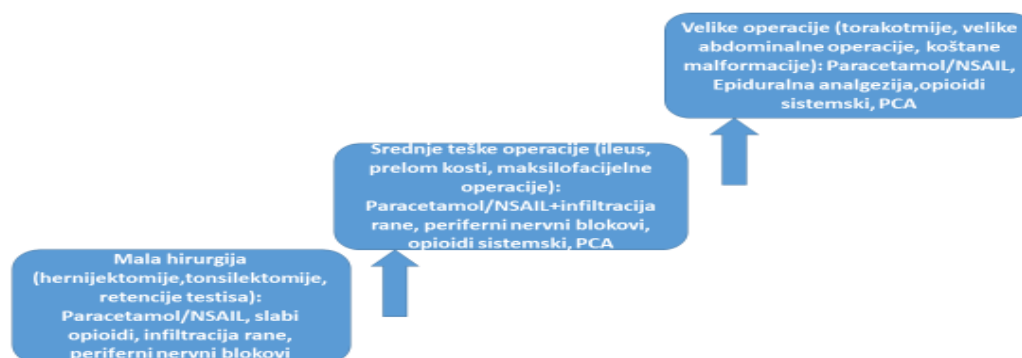 Velike operacije (torakotmije, velike
abdominalne operacije, koštane
malformacije): Paracetamol/NSAIL,
Epiduralna analgezija,opioidi
sistemski, PCA
Srednje teške operacije (ileus,
prelom kosti, maksilofacijelne
operacije):
Paracetamol/NSAIL+infiltracija
rane, periferni nervni blokovi,
opioidi sistemski, PCA
Mala hirurgija
(hernijektomije,tonsilektomije,
retencije testisa):
Paracetamol/NSAIL, slabi
opioidi, infiltracija rane,
periferni nervni blokovi